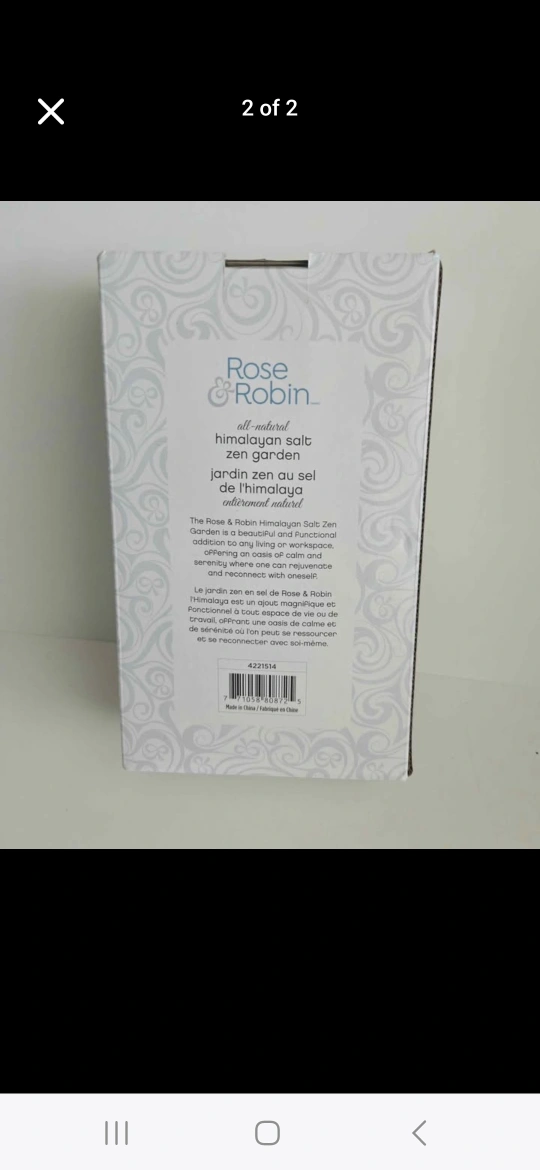 2 of 2
Rose
& Robin™
all-natural
himalayan salt
zen garden
jardin zen au sel
de l'himalaya
entièrement naturel
The Rose & Robin Himalayan Salt Zen
Garden is a beautiful and functional
addition to any living or workspace,
offering an oasis of calm and
serenity where one can rejuvenate
and reconnect with oneself.
Le jardin zen en sel de Rose & Robin
l'Himalaya est un ajout magnifique et
fonctionnel à tout espace de vie ou de
travail, offrant une oasis de calme et
de sérénité où l'on peut se ressourcer
et se reconnecter avec soi-même.
4221514
7 71058 80872 5
Made in China / Fabriqué en Chine